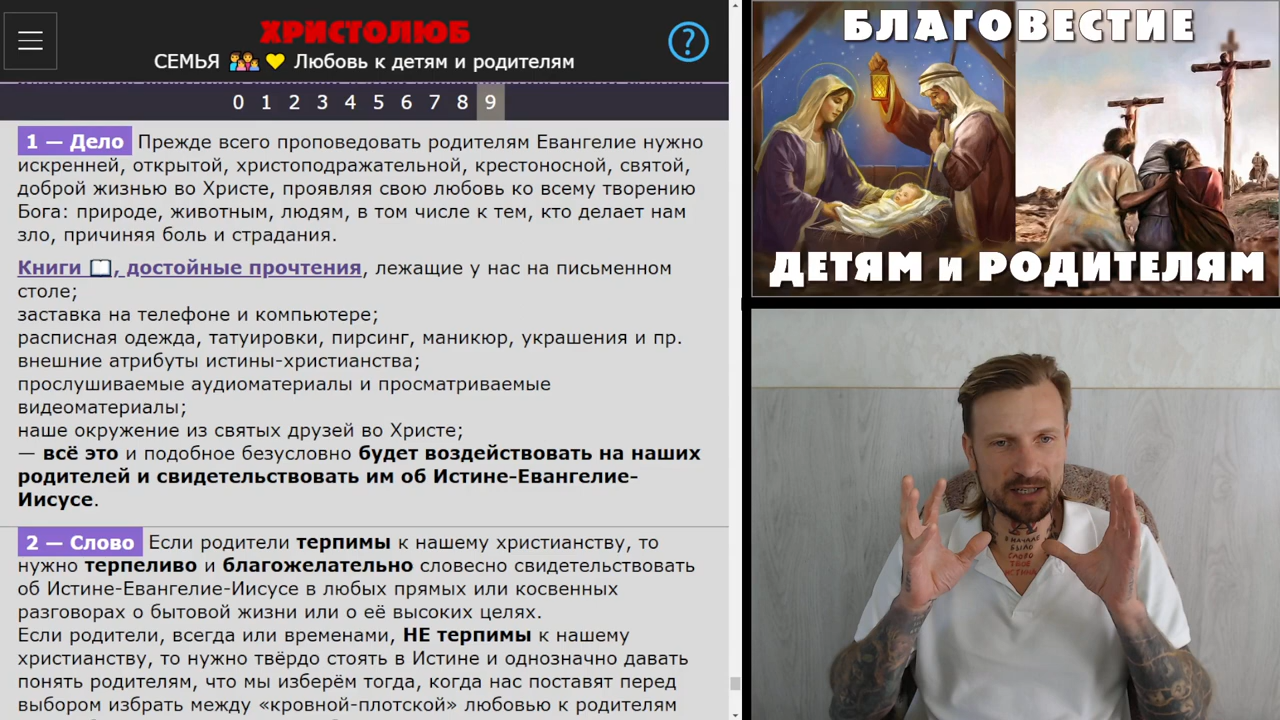 ХРИСТОЛЮБ
СЕМЬЯ 👨‍👩‍👧 💛 Любовь к детям и родителям
0 1 2 3 4 5 6 7 8 9
1 — Дело Прежде всего проповедовать родителям Евангелие нужно
искренней, открытой, христоподражательной, крестоносной, святой,
доброй жизнью во Христе, проявляя свою любовь ко всему творению
Бога: природе, животным, людям, в том числе к тем, кто делает нам
зло, причиняя боль и страдания.
Книги 📖, достойные прочтения, лежащие у нас на письменном
столе;
заставка на телефоне и компьютере;
расписная одежда, татуировки, пирсинг, маникюр, украшения и пр.
внешние атрибуты истины-христианства;
прослушиваемые аудиоматериалы и просматриваемые
видеоматериалы;
наше окружение из святых друзей во Христе;
— всё это и подобное безусловно будет воздействовать на наших
родителей и свидетельствовать им об Истине-Евангелие-
Иисусе.
2 — Слово Если родители терпимы к нашему христианству, то
нужно терпеливо и благожелательно словесно свидетельствовать
об Истине-Евангелие-Иисусе в любых прямых или косвенных
разговорах о бытовой жизни или о её высоких целях.
Если родители, всегда или временами, НЕ терпимы к нашему
христианству, то нужно твёрдо стоять в Истине и однозначно давать
понять родителям, что мы изберём тогда, когда нас поставят перед
выбором избрать между «кровной-плотской» любовью к родителям
БЛАГОВЕСТИЕ
ДЕТЯМ и РОДИТЕЛЯМ
В НАЧАЛЕ
БЫЛО
СЛОВО
ТВОЕ
ИСТИНА